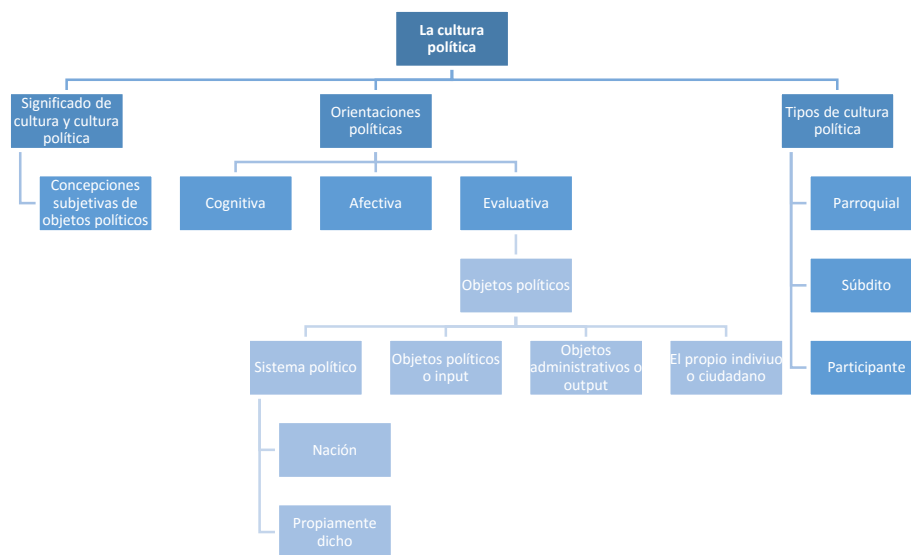 La cultura
política
Significado de
cultura y cultura
política
Orientaciones
políticas
Tipos de cultura
política
Concepciones
subjetivas de
objetos políticos
Cognitiva
Afectiva
Evaluativa
Parroquial
Objetos políticos
Súbdito
Sistema político
Objetos políticos
o input
Objetos
administrativos o
output
El propio indiviuo
o ciudadano
Participante
Nación
Propiamente
dicho